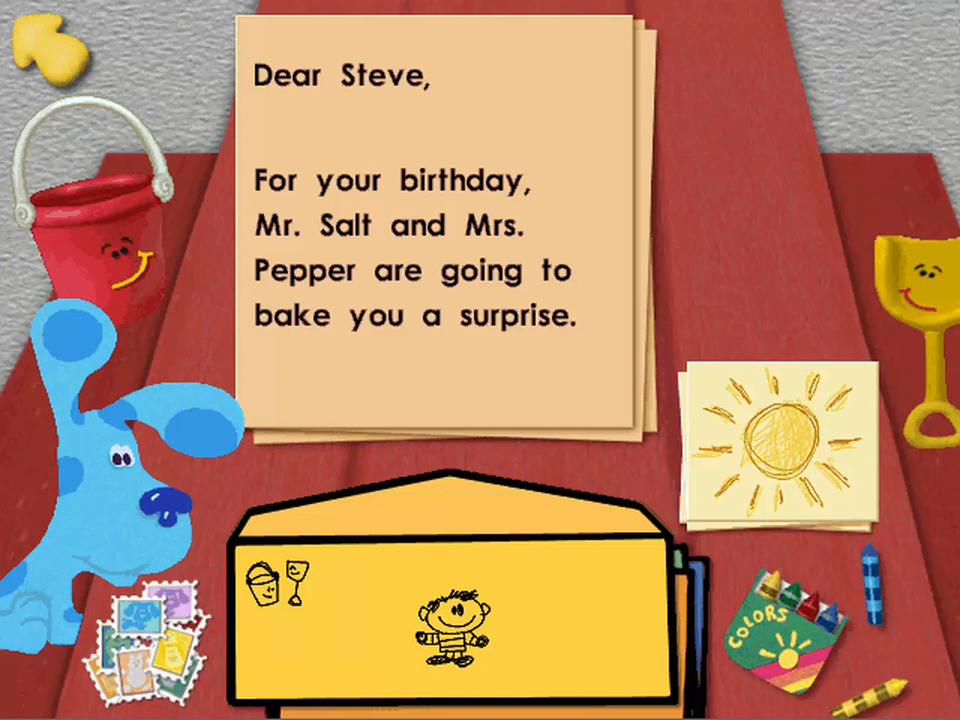 Dear Steve,
For your birthday,
Mr. Salt and Mrs.
Pepper are going to
bake you a surprise.
COLORS